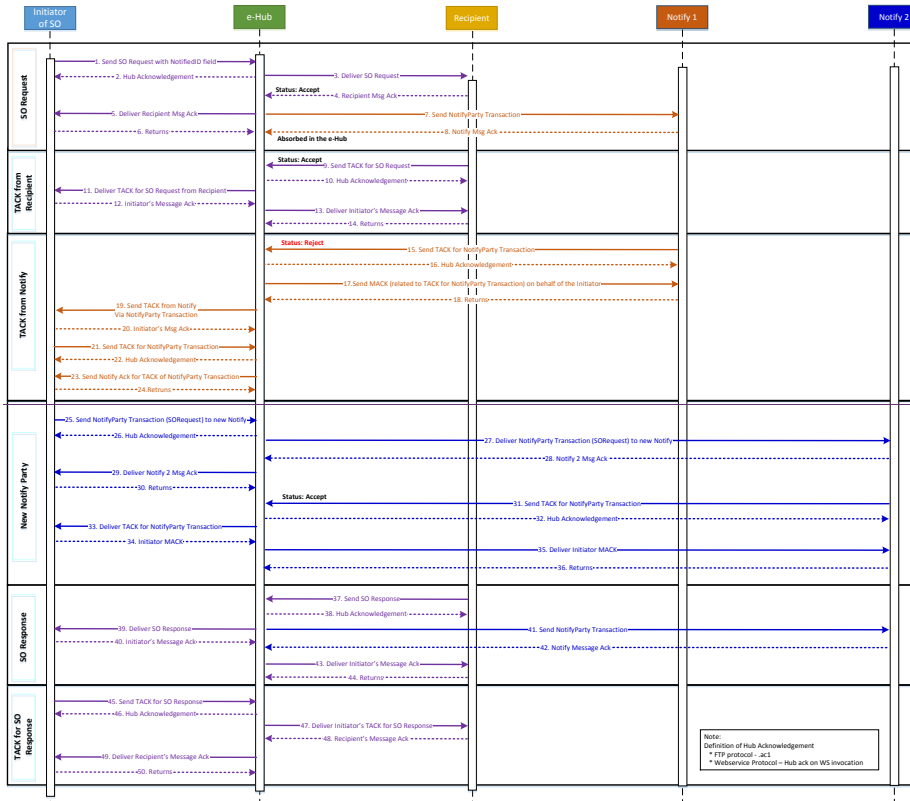 Initiator
of SO
e-Hub
Recipient
Notify 1
Notify 2
SO Request
1. Send SO Request with NotifiedID field
2. Hub Acknowledgement
3. Deliver SO Request
Status: Accept
4. Recipient Msg Ack
5. Deliver Recipient Msg Ack
7. Send NotifyParty Transaction
6. Returns
8. Notify Msg Ack
Absorbed in the e-Hub
TACK from
Recipient
Status: Accept
9. Send TACK for SO Request
10. Hub Acknowledgement
11. Deliver TACK for SO Request from Recipient
12. Initiator's Message Ack
13. Deliver Initiator's Message Ack
14. Returns
TACK from Notify
Status: Reject
15. Send TACK for NotifyParty Transaction
16. Hub Acknowledgement
17.Send MACK (related to TACK for NotifyParty Transaction) on behalf of the initiator
18. Returns
19. Send TACK from Notify
Via NotifyParty Transaction
20. Initiator's Msg Ack
21. Send TACK for NotifyParty Transaction
22. Hub Acknowledgement
23. Send Notify Ack for TACK of NotifyParty Transaction
24.Retruns
New Notify Party
25. Send NotifyParty Transaction (SORequest) to new Notify
26. Hub Acknowledgement
27. Deliver NotifyParty Transaction (SORequest) to new Notify
28. Notify 2 Msg Ack
29. Deliver Notify 2 Msg Ack
30. Returns
Status: Accept
31. Send TACK for NotifyParty Transaction
32. Hub Acknowledgement
33. Deliver TACK for NotifyParty Transaction
34. Initiator MACK
35. Deliver Initiator MACK
36. Returns
SO Response
37. Send SO Response
38. Hub Acknowledgement
39. Deliver SO Response
40. Initiator's Message Ack
41. Send NotifyParty Transaction
42. Notify Message Ack
43. Deliver Initiator's Message Ack
44. Returns
TACK for SO
Response
45. Send TACK for SO Response
46. Hub Acknowledgement
47. Deliver Initiator's TACK for SO Response
48. Recipient's Message Ack
49. Deliver Recipient's Message Ack
50. Returns
Note:
Definition of Hub Acknowledgement
* FTP protocol - .ac1
* Webservice Protocol – Hub ack on WS invocation